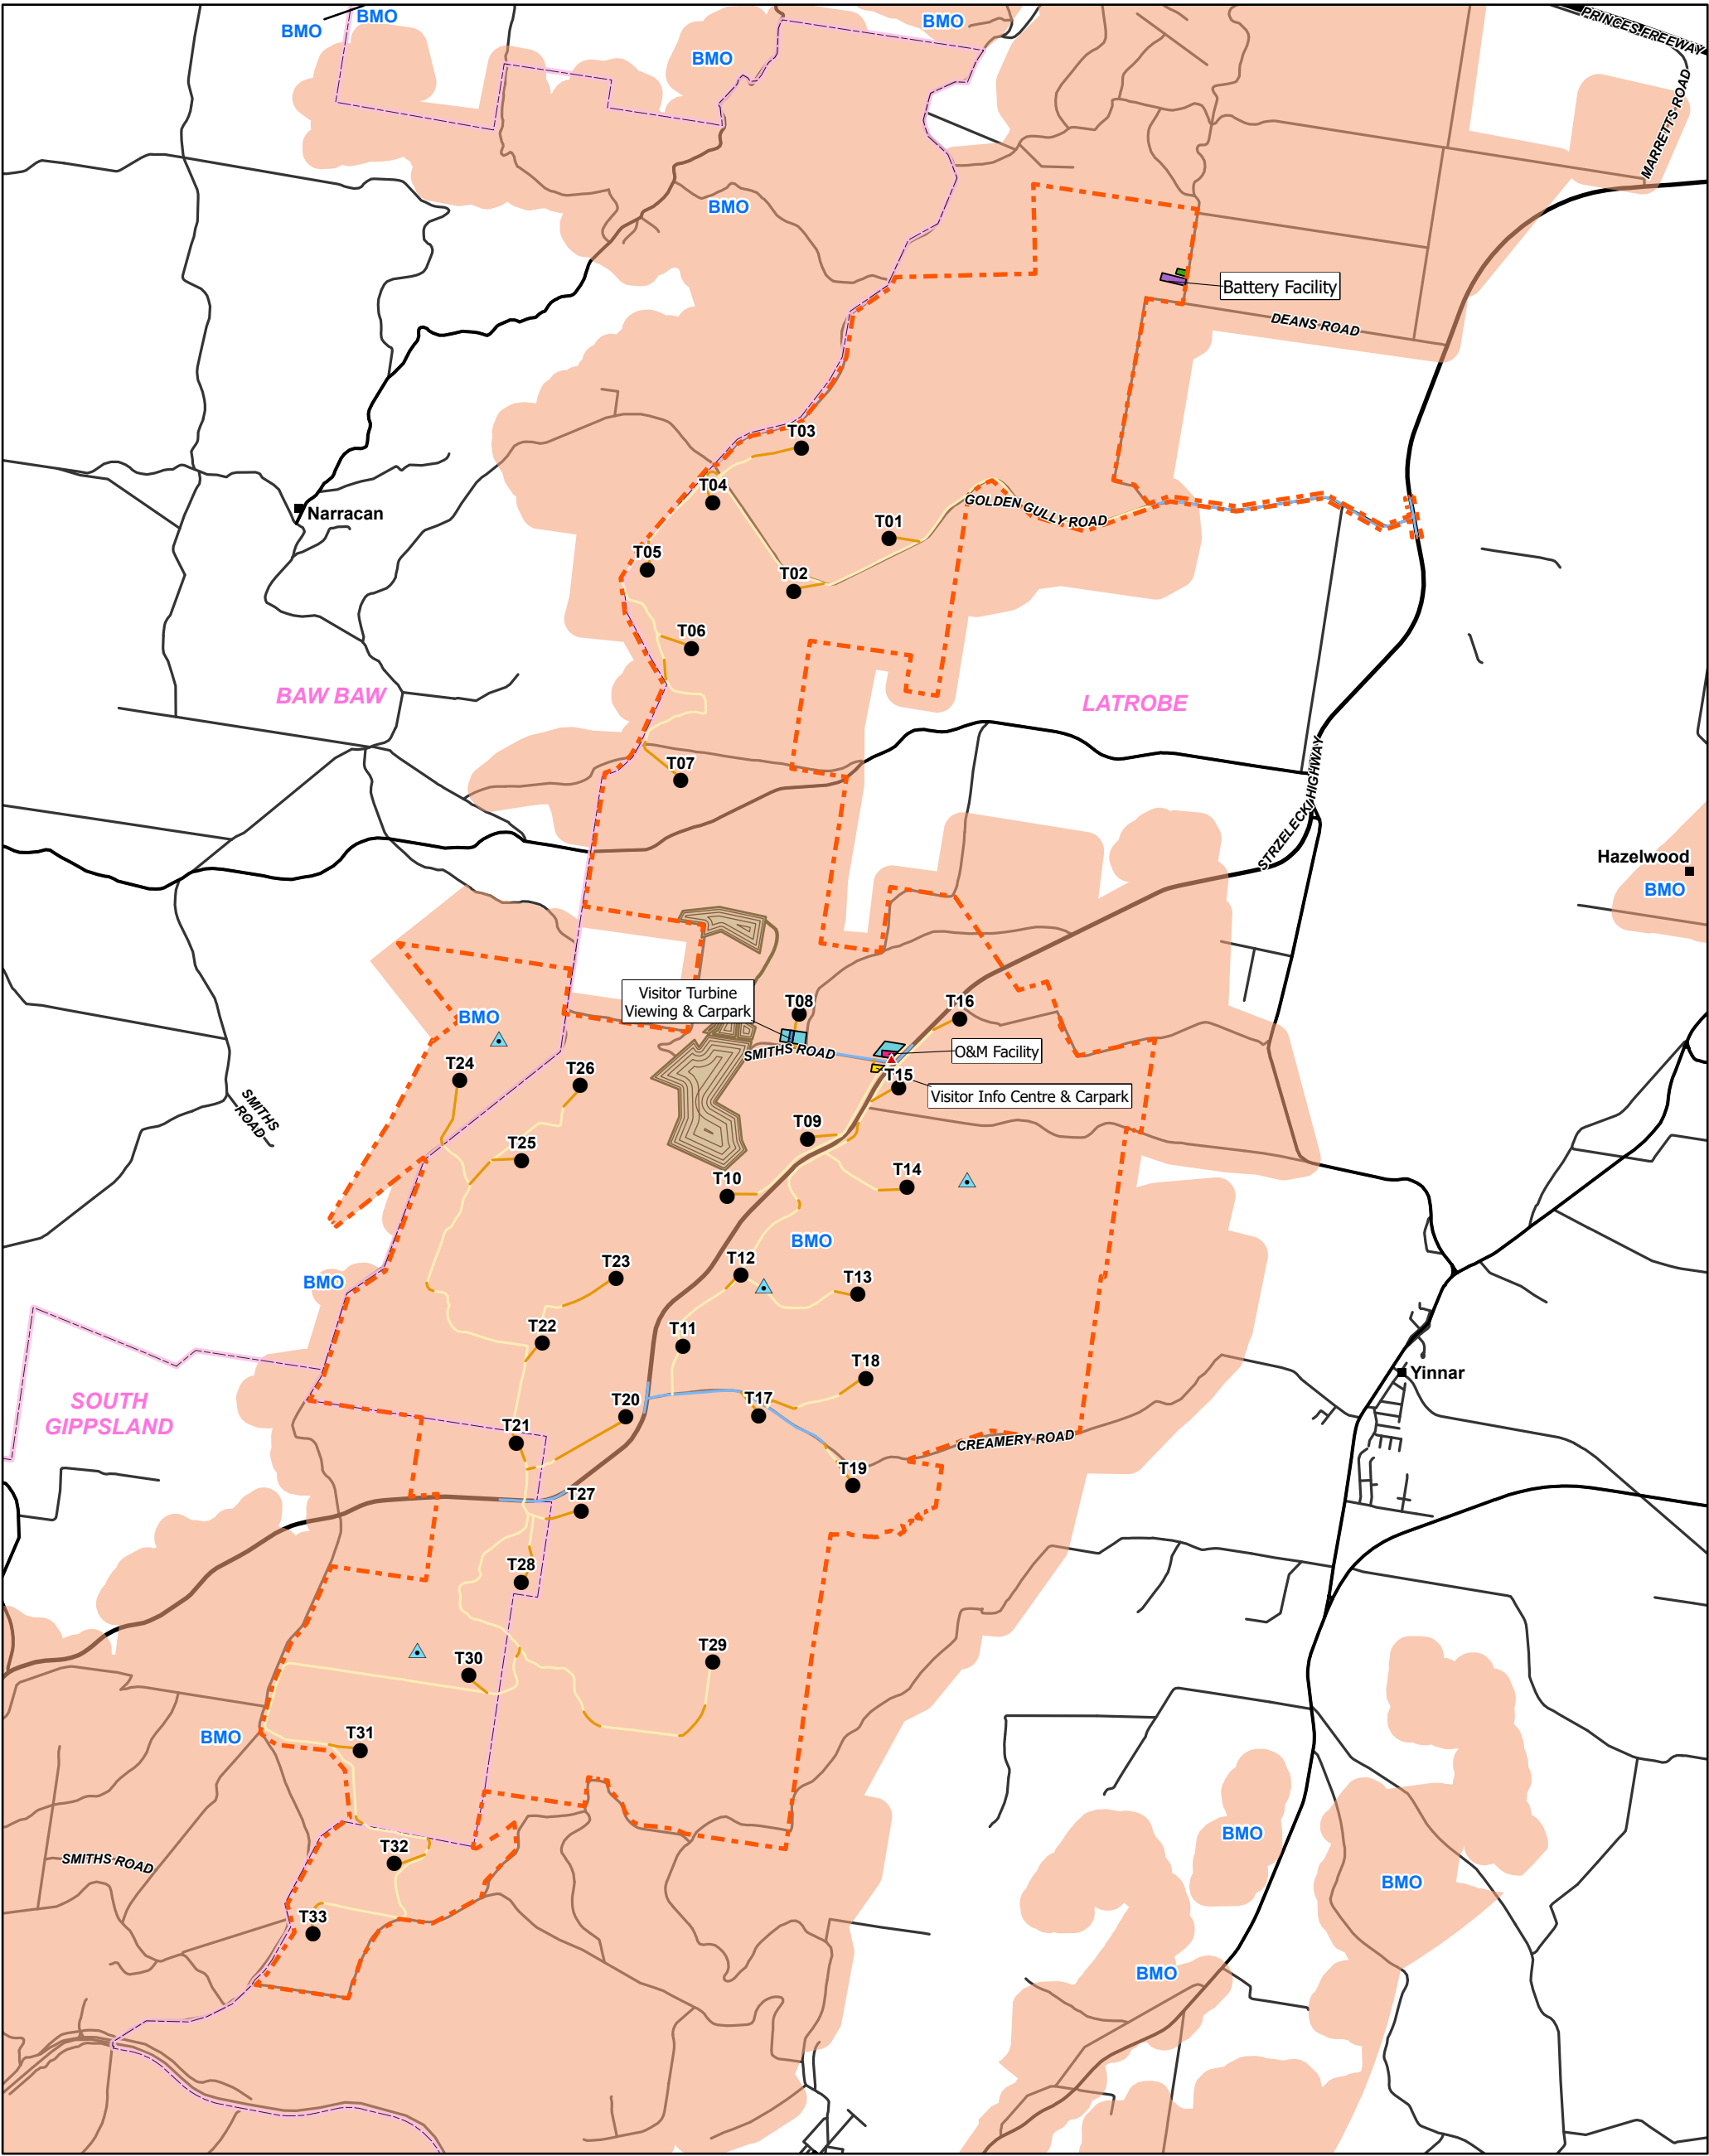 BMO
BMO
BMO
BMO
PRINCES FREEWAY
MARRETTS ROAD
BMO
Battery Facility
DEANS ROAD
T03
T04
GOLDEN GULLY ROAD
Narracan
T01
T05
T02
T06
BAW BAW
LATROBE
T07
STRZELECKI HIGHWAY
Hazelwood
BMO
Visitor Turbine
Viewing & Carpark
T08
T16
BMO
SMITHS ROAD
O&M Facility
T24
T26
T15
Visitor Info Centre & Carpark
SMITHS
ROAD
T09
T25
T14
T10
BMO
T23
T12
T13
BMO
T22
T11
T18
Yinnar
SOUTH
GIPPSLAND
T20
T17
T21
CREAMERY ROAD
T19
T27
T28
T29
T30
BMO
T31
BMO
T32
SMITHS ROAD
BMO
T33
BMO